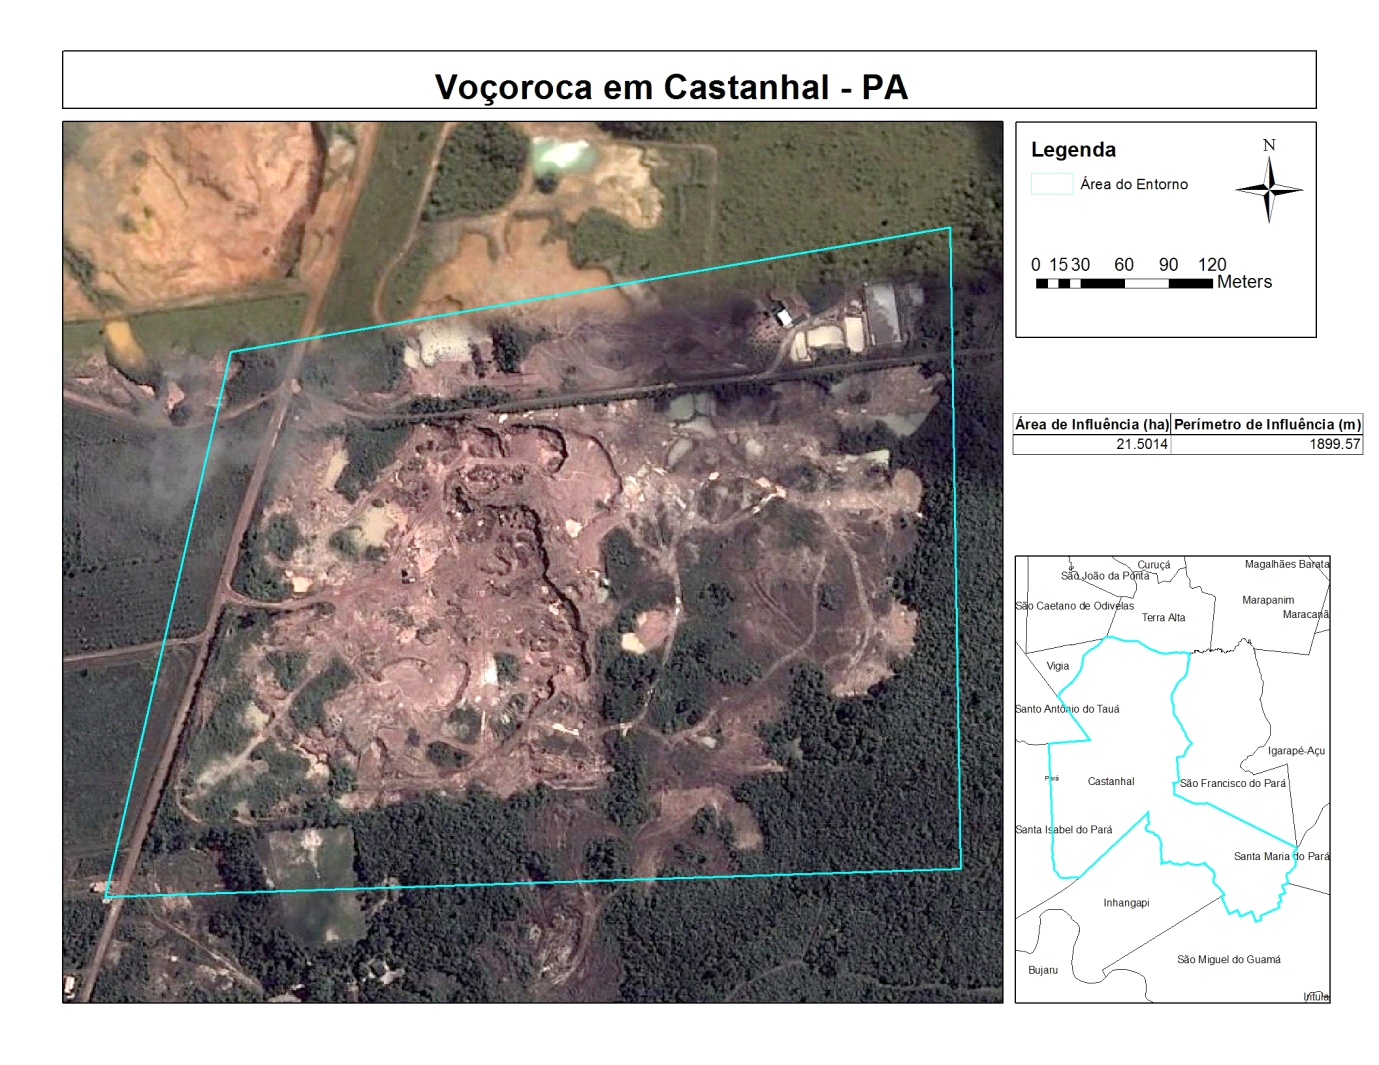 Voçoroca em Castanhal - PA
Legenda
N
Área do Entorno
0 15 30 60 90 120
Meters
Área de Influência (ha) Perímetro de Influência (m)
21.5014 1899.57
Curuçá
Magalhães Barata
São João da Ponta
São Caetano de Odivelas
Marapanim
Terra Alta
Maracanã
Vigia
Santo Antônio do Tauá
Igarapé-Açu
Pará
Castanhal
São Francisco do Pará
Santa Isabel do Pará
Santa Maria do Pará
Inhangapi
São Miguel do Guamá
Bujaru
Irituia